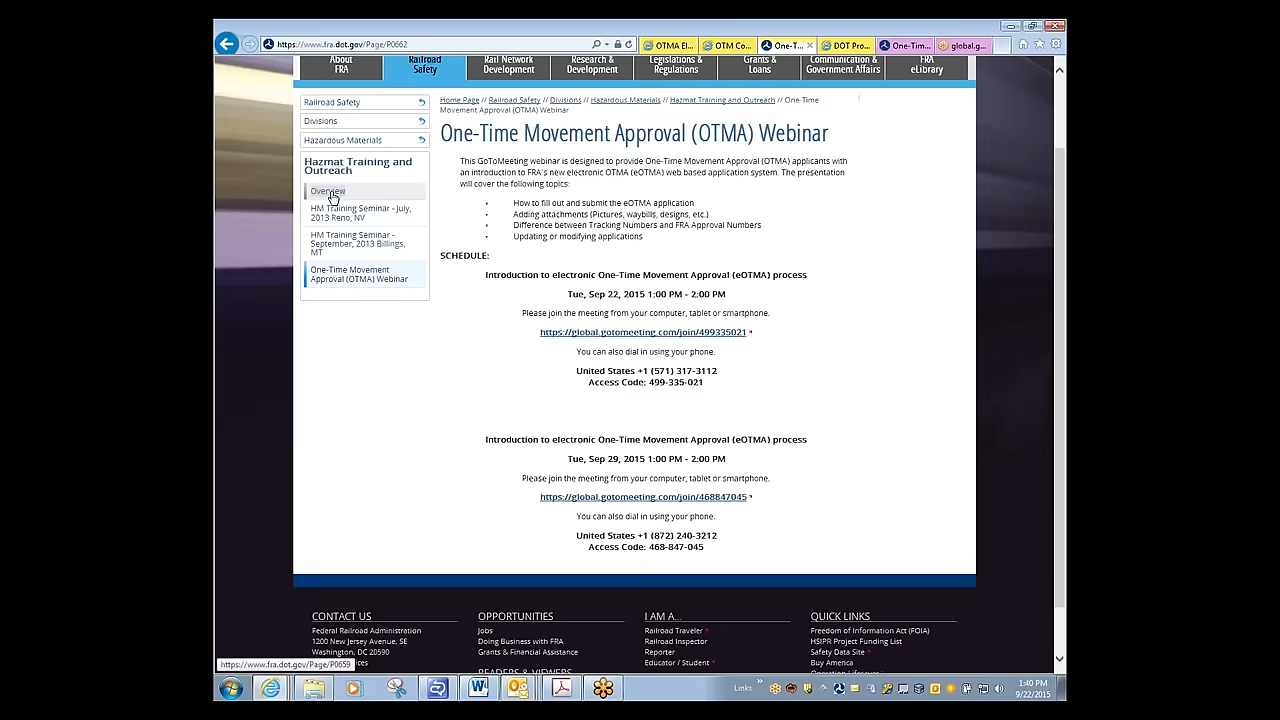 https://www.fra.dot.gov/Page/P0662
OTMA El...
OTM Co...
One-T...
DOT Pro...
One-Tim...
global.g...
About FRA
Railroad Safety
Rail Network Development
Research & Development
Legislations & Regulations
Grants & Loans
Communication & Government Affairs
FRA eLibrary
Railroad Safety
Divisions
Hazardous Materials
Hazmat Training and
Outreach
Overview
HM Training Seminar - July,
2013 Reno, NV
HM Training Seminar -
September, 2013 Billings,
MT
One-Time Movement
Approval (OTMA) Webinar
Home Page // Railroad Safety // Divisions // Hazardous Materials // Hazmat Training and Outreach // One-Time
Movement Approval (OTMA) Webinar
One-Time Movement Approval (OTMA) Webinar
This GoToMeeting webinar is designed to provide One-Time Movement Approval (OTMA) applicants with
an introduction to FRA's new electronic OTMA (eOTMA) web based application system. The presentation
will cover the following topics:
• How to fill out and submit the eOTMA application
• Adding attachments (Pictures, waybills, designs, etc.)
• Difference between Tracking Numbers and FRA Approval Numbers
• Updating or modifying applications
SCHEDULE:
Introduction to electronic One-Time Movement Approval (eOTMA) process
Tue, Sep 22, 2015 1:00 PM - 2:00 PM
Please join the meeting from your computer, tablet or smartphone.
https://global.gotomeeting.com/join/499335021
You can also dial in using your phone.
United States +1 (571) 317-3112
Access Code: 499-335-021
Introduction to electronic One-Time Movement Approval (eOTMA) process
Tue, Sep 29, 2015 1:00 PM - 2:00 PM
Please join the meeting from your computer, tablet or smartphone.
https://global.gotomeeting.com/join/468847045
You can also dial in using your phone.
United States +1 (872) 240-3212
Access Code: 468-847-045
CONTACT US
Federal Railroad Administration
1200 New Jersey Avenue, SE
Washington, DC 20590
OPPORTUNITIES
Jobs
Doing Business with FRA
Grants & Financial Assistance
READERS & VIEWERS
I AM A...
Railroad Traveler
Railroad Inspector
Reporter
Educator / Student
QUICK LINKS
Freedom of Information Act (FOIA)
HSIPR Project Funding List
Safety Data Site
Buy America
https://www.fra.dot.gov/Page/P0659
Links
1:40 PM
9/22/2015